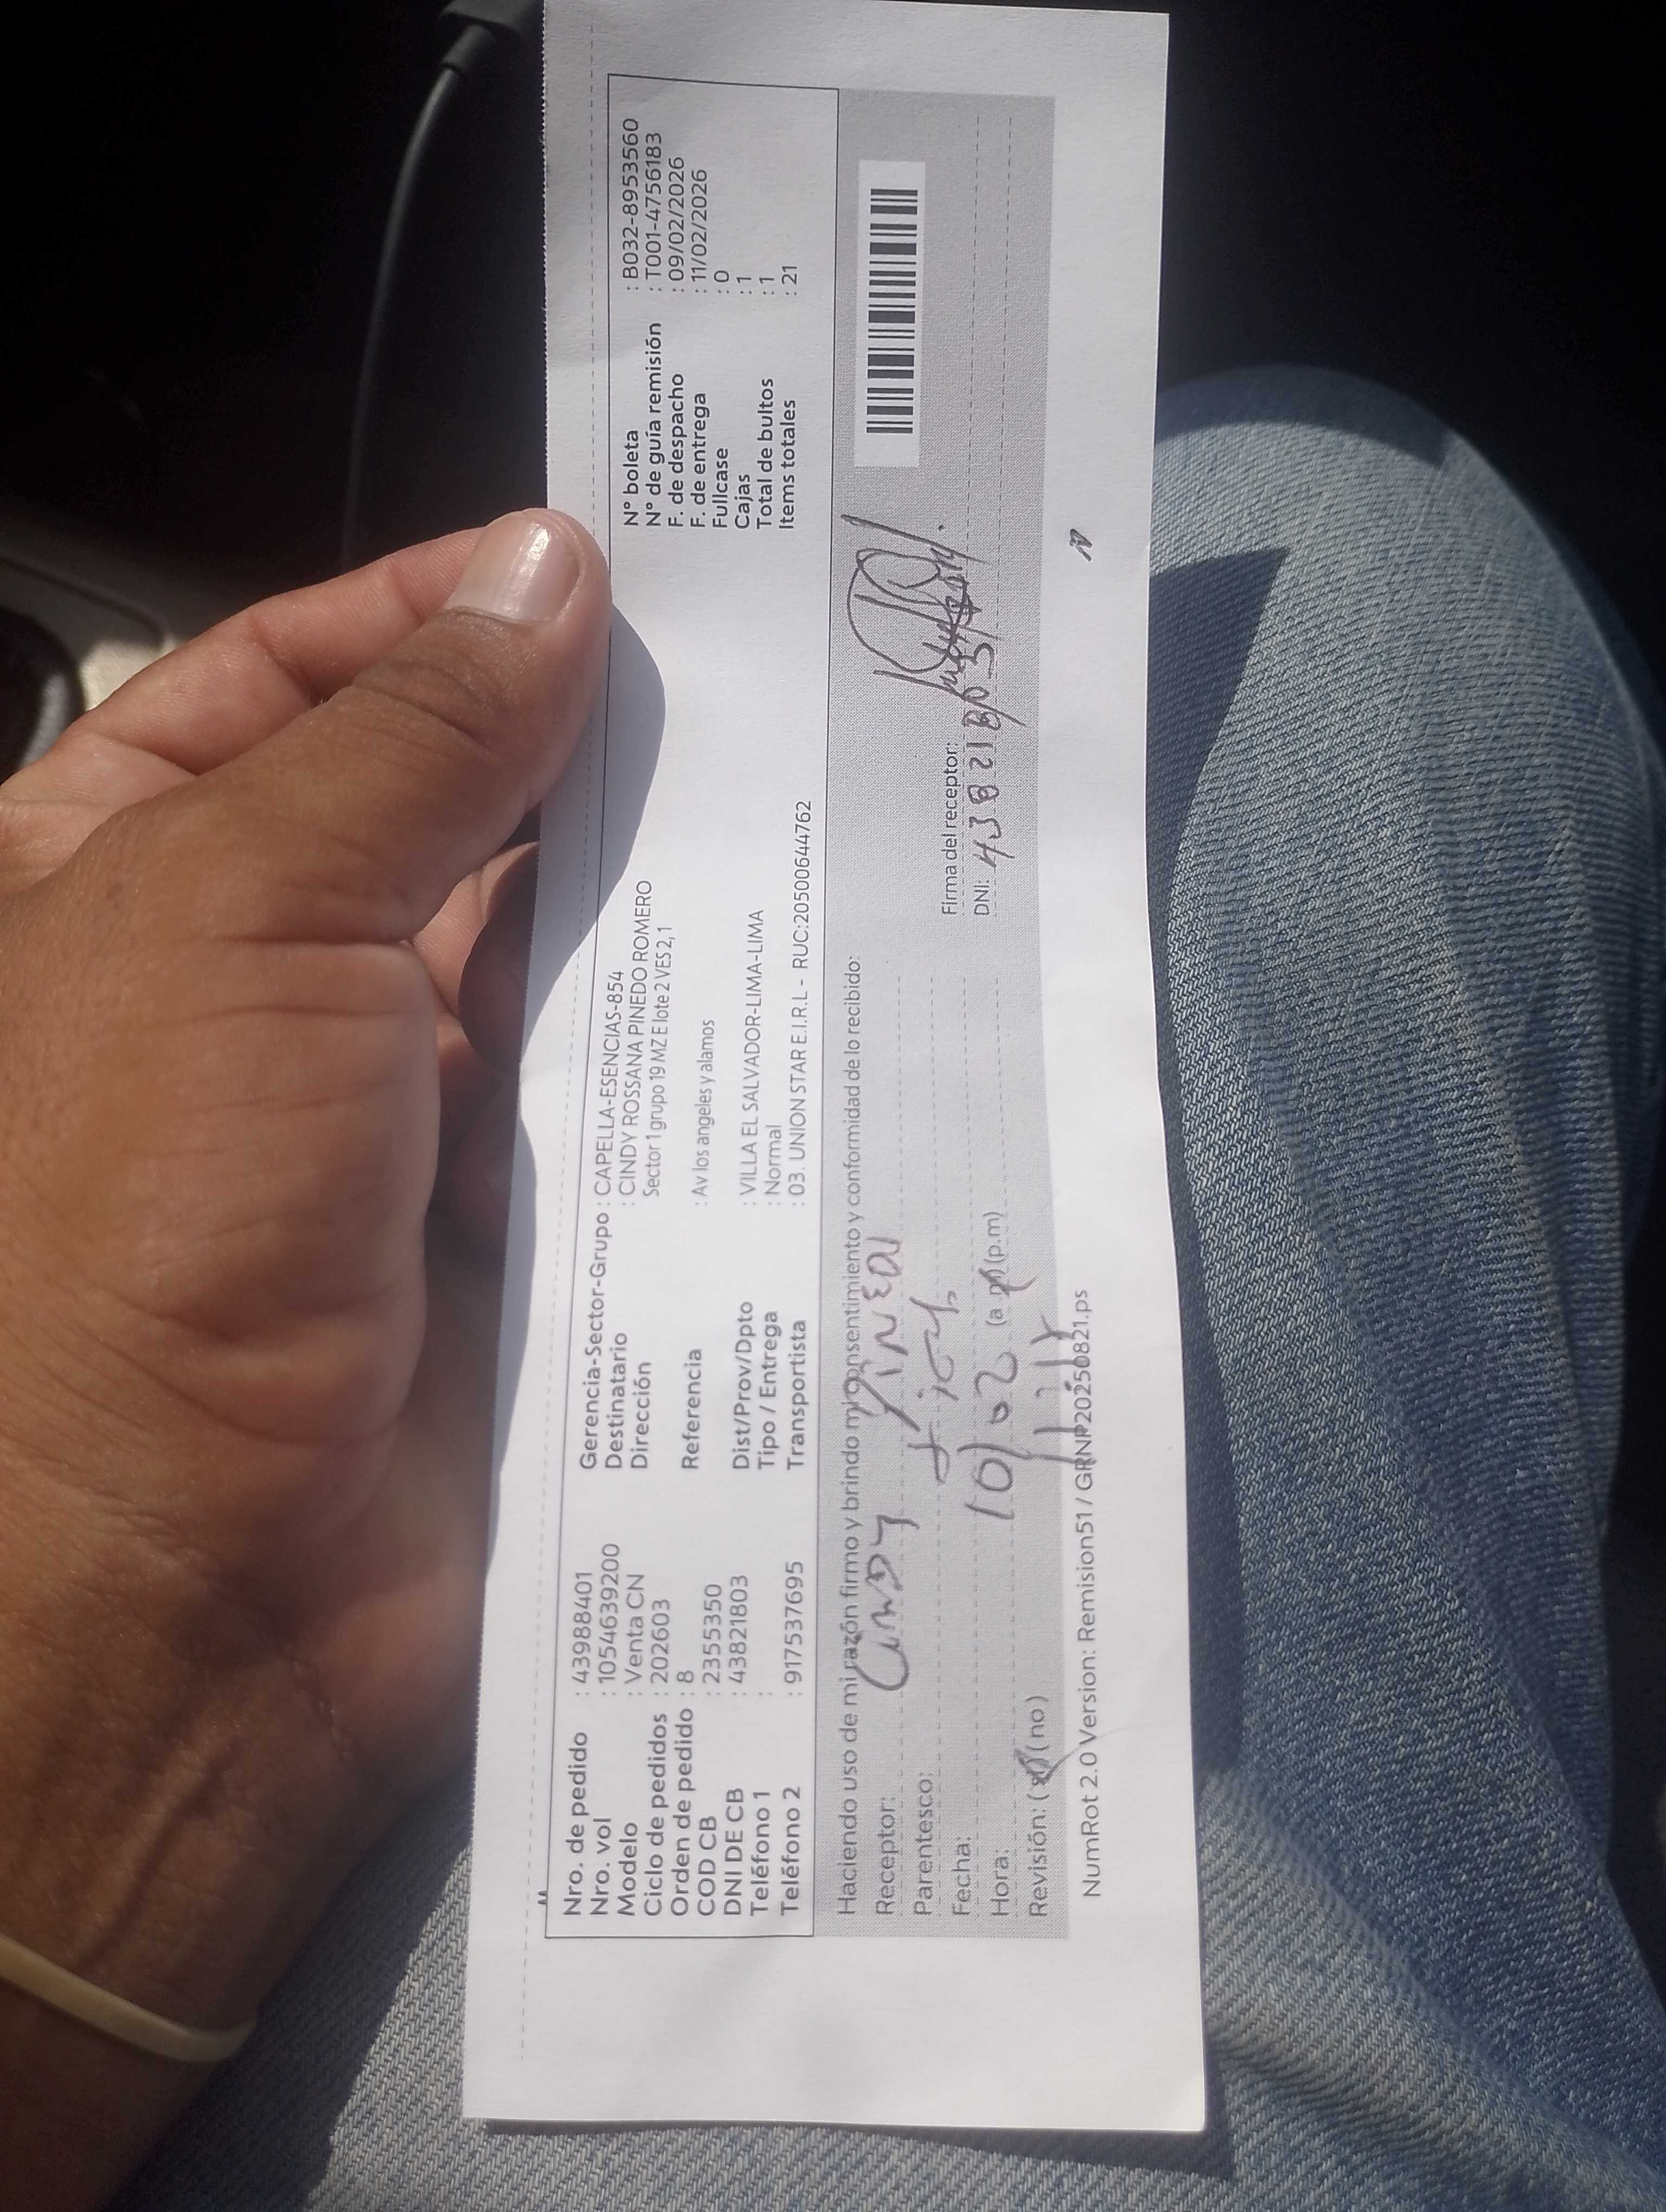 Nro. de pedido : 43988401
Nro. vol : 1054639200
Modelo : Venta CN
Ciclo de pedidos : 202603
Orden de pedido : 8
COD CB : 2355350
DNI DE CB : 43821803
Teléfono 1 :
Teléfono 2 : 917537695
Gerencia-Sector-Grupo : CAPELLA-ESENCIAS-854
Destinatario : CINDY ROSSANA PINEDO ROMERO
Dirección Sector 1 grupo 19 MZ E lote 2 VES 2,1
Referencia : Av los angeles y alamos
Dist/Prov/Dpto : VILLA EL SALVADOR-LIMA-LIMA
Tipo / Entrega : Normal
Transportista : 03. UNION STAR E.I.R.L - RUC:20500644762
N° boleta : B032-8953560
N° de guía remisión : T001-4756183
F. de despacho : 09/02/2026
F. de entrega : 11/02/2026
Fullcase : 0
Cajas : 1
Total de bultos : 1
Items totales : 21
Haciendo uso de mi razón firmo y brindo mi consentimiento y conformidad de lo recibido:
Receptor: Cindy
Parentesco:
Fecha: 10/02
Hora: (a m) (p.m)
Revisión: (si) (no)
Firma del receptor:
DNI: 43821803
NumRot 2.0 Version: Remision51 / GRNP20250821.ps